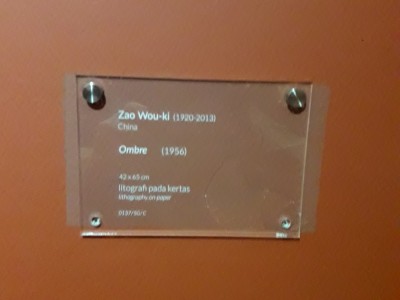 Zao Wou-ki (1920-2013)
China
Ombre (1956)
42 x 65 cm
litografi pada kertas
lithography on paper